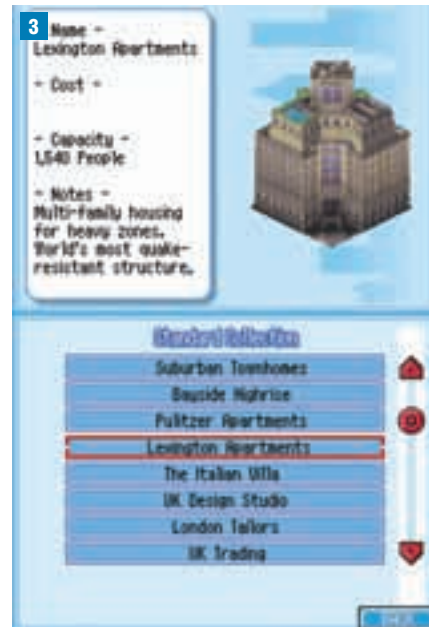 3
- Name -
Lexington Apartments
- Cost -
- Capacity -
1,540 People
- Notes -
Multi-family housing
for heavy zones.
World's most quake-
resistant structure.
Standard Collection
Suburban Townhomes
Bayside Highrise
Pulitzer Apartments
Lexington Apartments
The Italian Villa
UK Design Studio
London Tailors
UK Trading